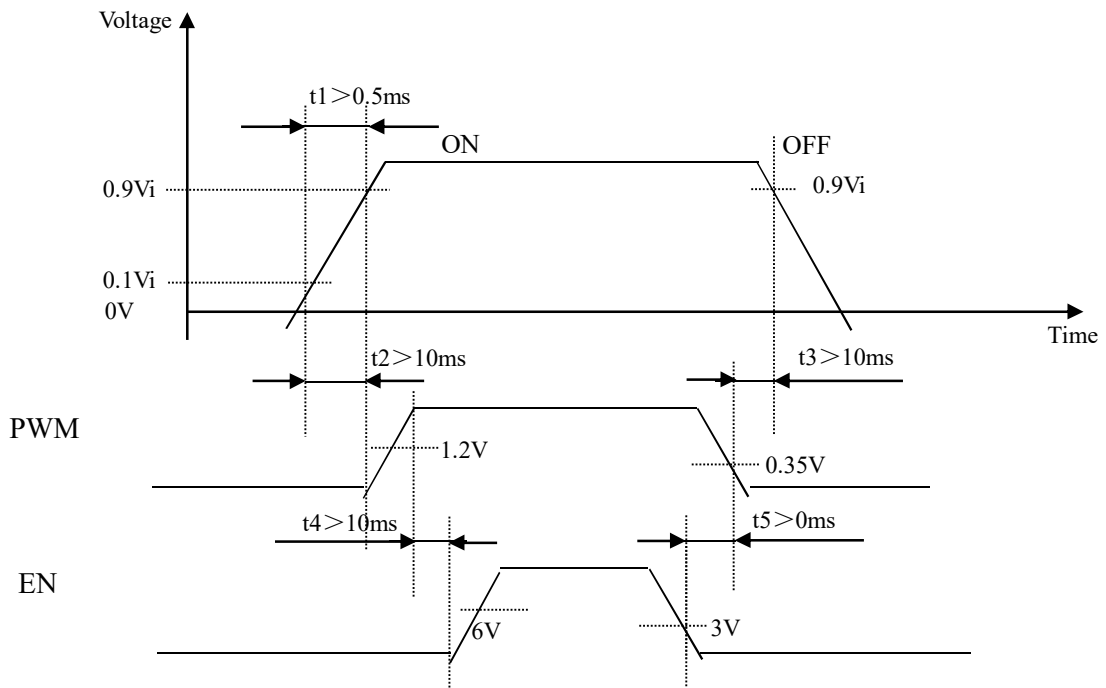 Voltage
t1＞0.5ms
ON
OFF
0.9Vi
0.9Vi
0.1Vi
0V
Time
t2＞10ms
t3＞10ms
PWM
1.2V
0.35V
t4＞10ms
t5＞0ms
EN
6V
3V